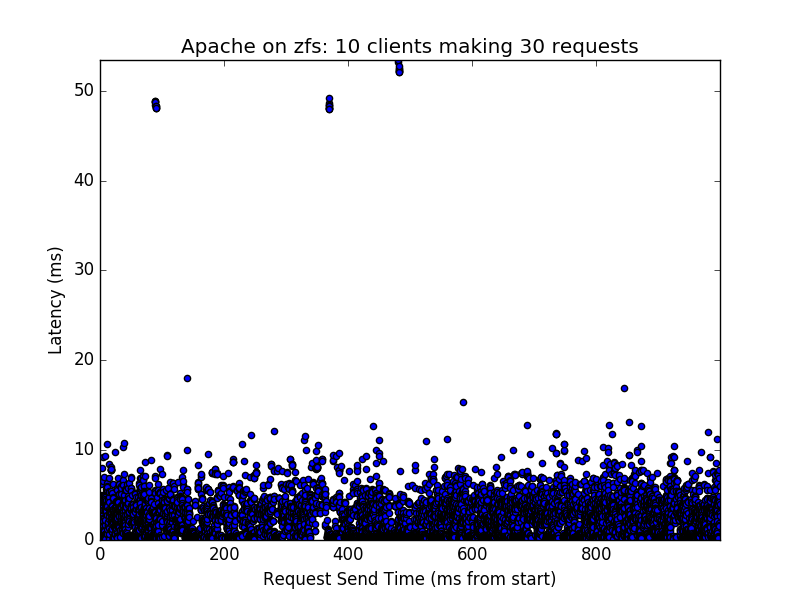 Apache on zfs: 10 clients making 30 requests
50
40
30
20
10
0
Latency (ms)
0 200 400 600 800
Request Send Time (ms from start)